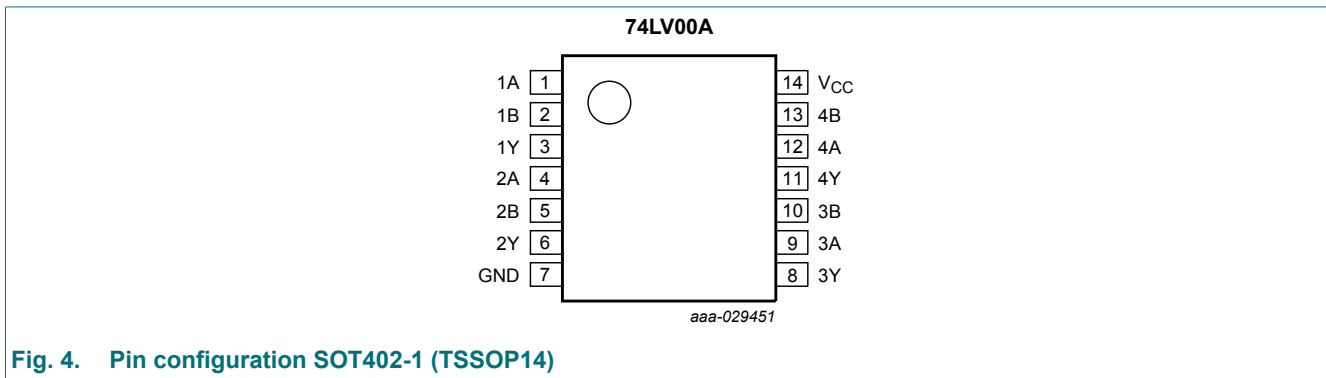 74LV00A
1A 1 14 VCC
1B 2 13 4B
1Y 3 12 4A
2A 4 11 4Y
2B 5 10 3B
2Y 6 9 3A
GND 7 8 3Y
aaa-029451
Fig. 4. Pin configuration SOT402-1 (TSSOP14)